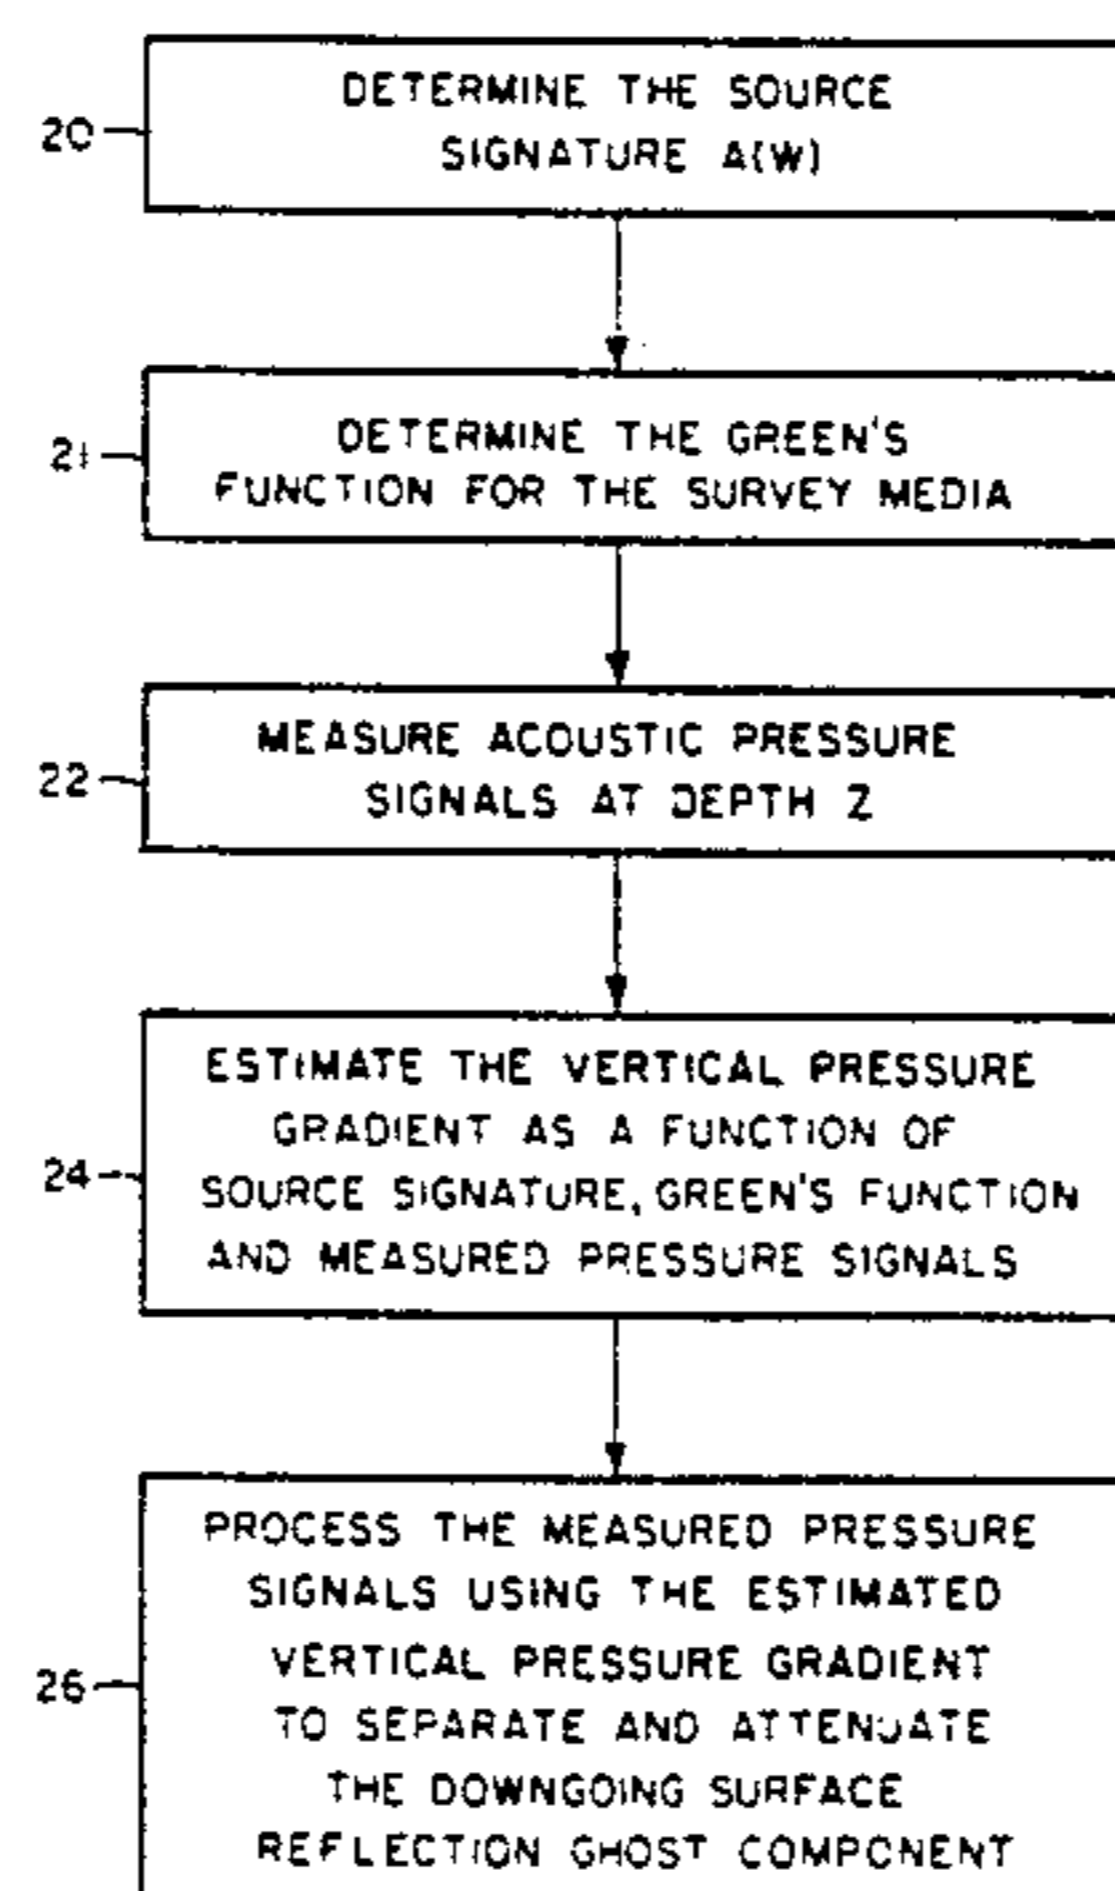 DETERMINE THE SOURCE
20
SIGNATURE A(W)
DETERMINE THE GREEN'S
21
FUNCTION FOR THE SURVEY MEDIA
MEASURE ACOUSTIC PRESSURE
22
SIGNALS AT DEPTH Z
ESTIMATE THE VERTICAL PRESSURE
GRADIENT AS A FUNCTION OF
24
SOURCE SIGNATURE, GREEN'S FUNCTION
AND MEASURED PRESSURE SIGNALS
PROCESS THE MEASURED PRESSURE
SIGNALS USING THE ESTIMATED
VERTICAL PRESSURE GRADIENT
26
TO SEPARATE AND ATTENUATE
THE DOWNGOING SURFACE
REFLECTION GHOST COMPONENT